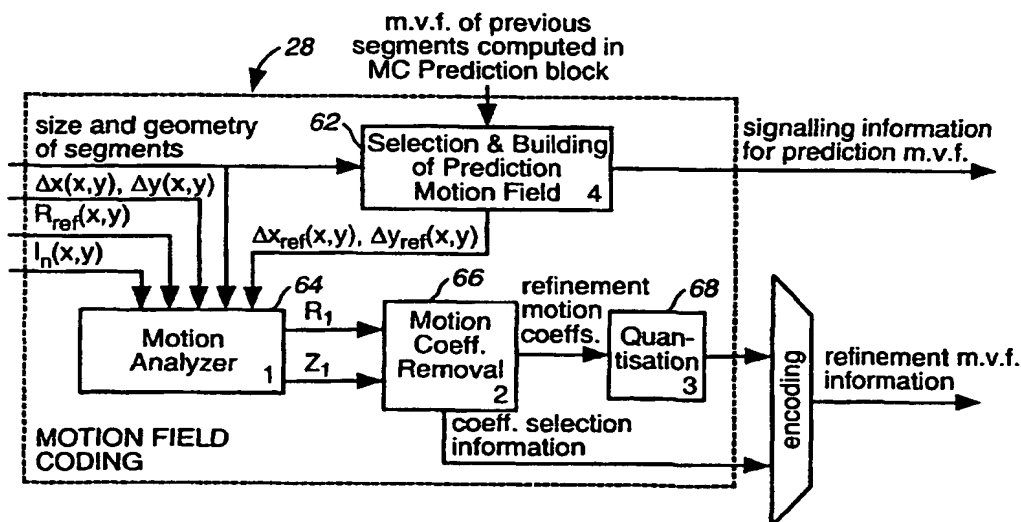 m.v.f. of previous
segments computed in
MC Prediction block
28
size and geometry
of segments
62
Selection & Building
of Prediction
Motion Field
4
signalling information
for prediction m.v.f.
Δx(x,y), Δy(x,y)
R_ref(x,y)
I_n(x,y)
Δx_ref(x,y), Δy_ref(x,y)
64
Motion
Analyzer
1
R_1
Z_1
66
Motion
Coeff.
Removal
2
refinement
motion
coeffs.
68
Quan-
tisation
3
coeff. selection
information
MOTION FIELD
CODING
encoding
refinement m.v.f.
information